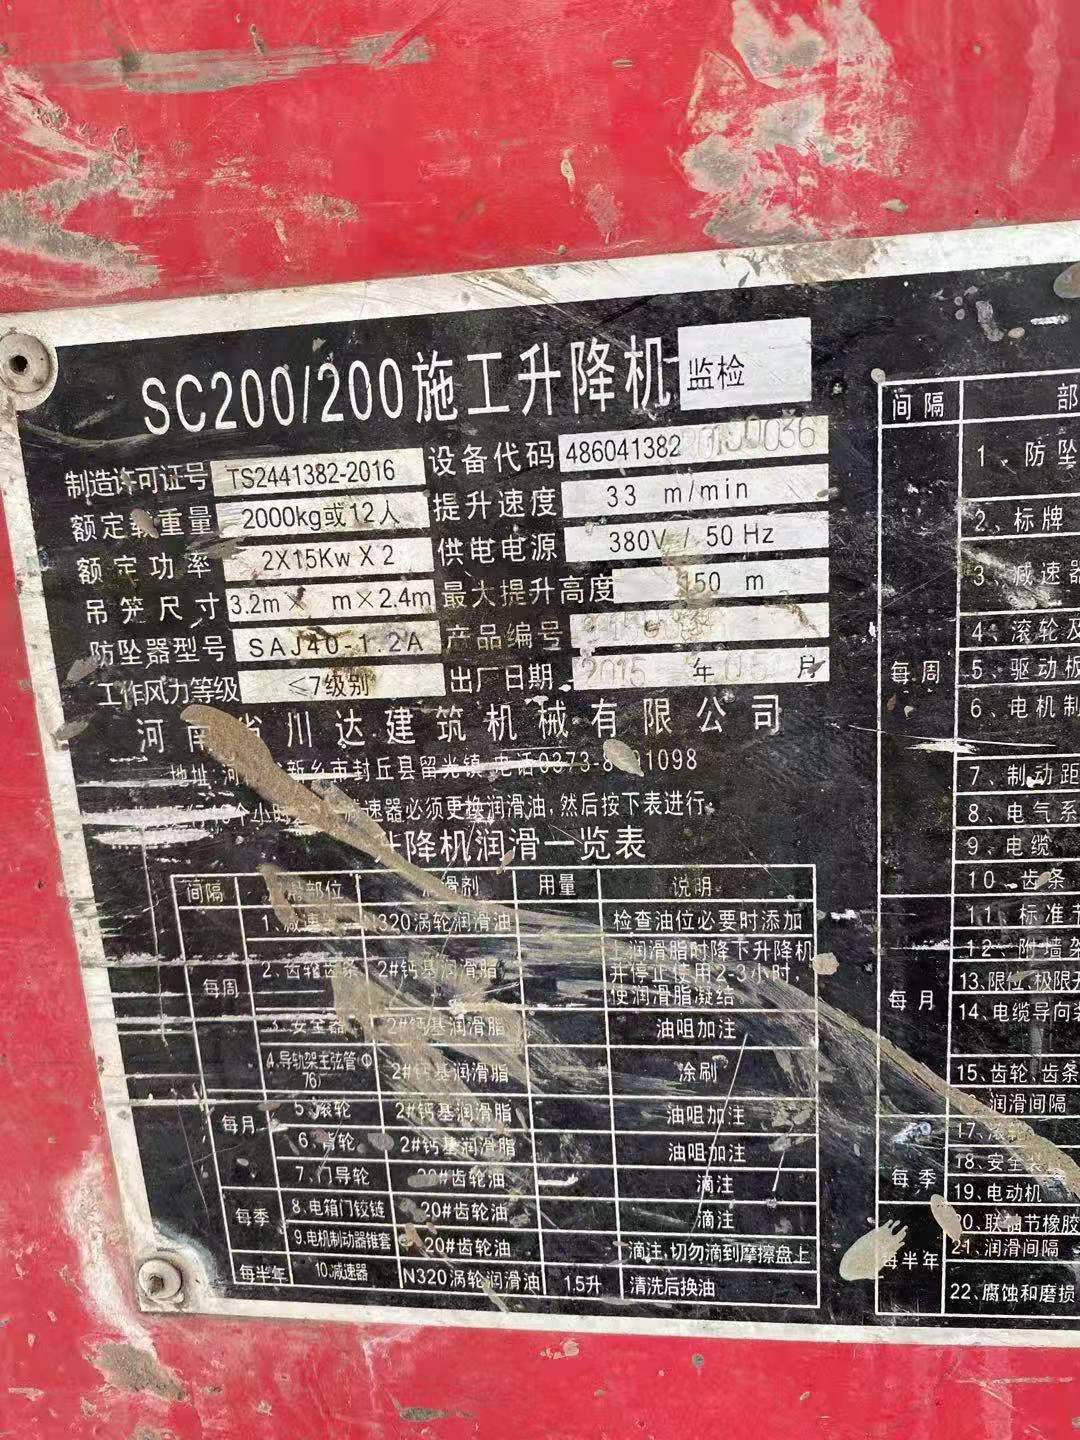 SC200/200施工升降机 监检
制造许可证号 TS2441382-2016 设备代码 486041382
额定载重量 2000kg或12人 提升速度 33 m/min
额定功率 2X15Kw X 2 供电电源 380V / 50 Hz
吊笼尺寸 3.2m× m×2.4m 最大提升高度 150 m
防坠器型号 SAJ40-1.2A 产品编号
工作风力等级 ≤7级别 出厂日期 2015 年 05 月
河南省川达建筑机械有限公司
地址:河 新乡市封丘县留光镇 电话0373-8 91098
个小时 减速器必须更换润滑油,然后按下表进行。
升降机润滑一览表
间隔 润滑部位 润滑剂 用量 说明
每周 1、减速 N320涡轮润滑油 检查油位必要时添加
2、齿轮齿条 2#钙基润滑脂 上润滑脂时降下升降机并停止使用2-3小时,使润滑脂凝结
3、安全器 2#钙基润滑脂 油咀加注
4、导轨架主弦管Φ76 2#钙基润滑脂 涂刷
每月 5、滚轮 2#钙基润滑脂 油咀加注
6、背轮 2#钙基润滑脂 油咀加注
7、门导轮 20#齿轮油 滴注
每季 8、电箱门铰链 20#齿轮油 滴注
9、电机制动器锥套 20#齿轮油 滴注,切勿滴到摩擦盘上
每半年 10、减速器 N320涡轮润滑油 1.5升 清洗后换油
间隔 部
每周 1、防坠
2、标牌
3、减速器
4、滚轮及
5、驱动板
6、电机制
7、制动距
8、电气系
9、电缆
10、齿条
每月 11、标准节
12、附墙架
13、限位、极限开
14、电缆导向装
15、齿轮、齿条
润滑间隔
每季 17、滚轮
18、安全装
19、电动机
每半年 20、联轴节橡胶
21、润滑间隔
22、腐蚀和磨损